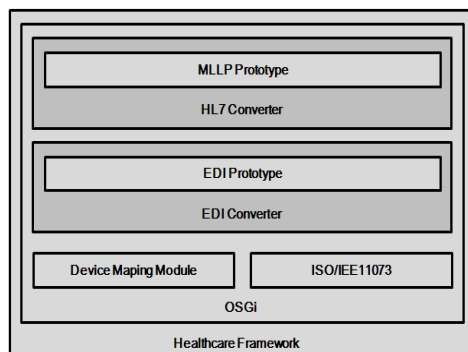 MLLP Prototype
HL7 Converter
EDI Prototype
EDI Converter
Device Maping Module
ISO/IEE11073
OSGi
Healthcare Framework